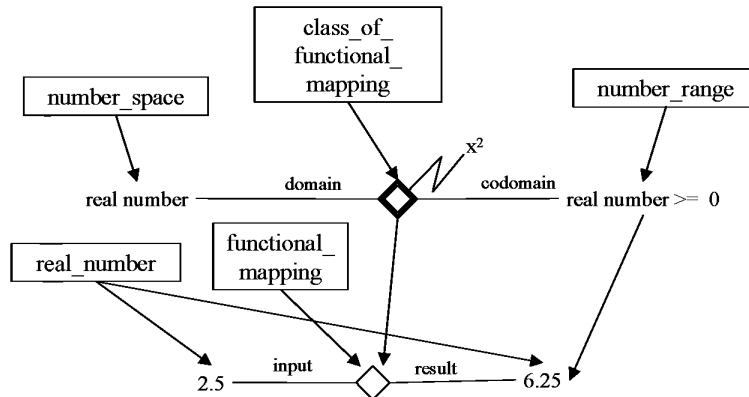 class_of_
functional_
mapping
number_space
number_range
x²
real number
domain
codomain
real number >= 0
real_number
functional_
mapping
2.5
input
result
6.25